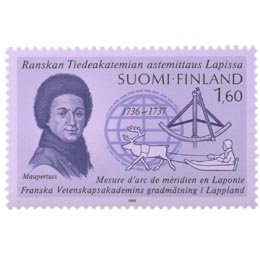 Ranskan Tiedeakatemian astemittaus Lapissa
SUOMI-FINLAND
1,60
1736-1737
Maupertuis
Mesure d'arc de méridien en Laponie
Franska Vetenskapsakademins gradmätning i Lappland
1986